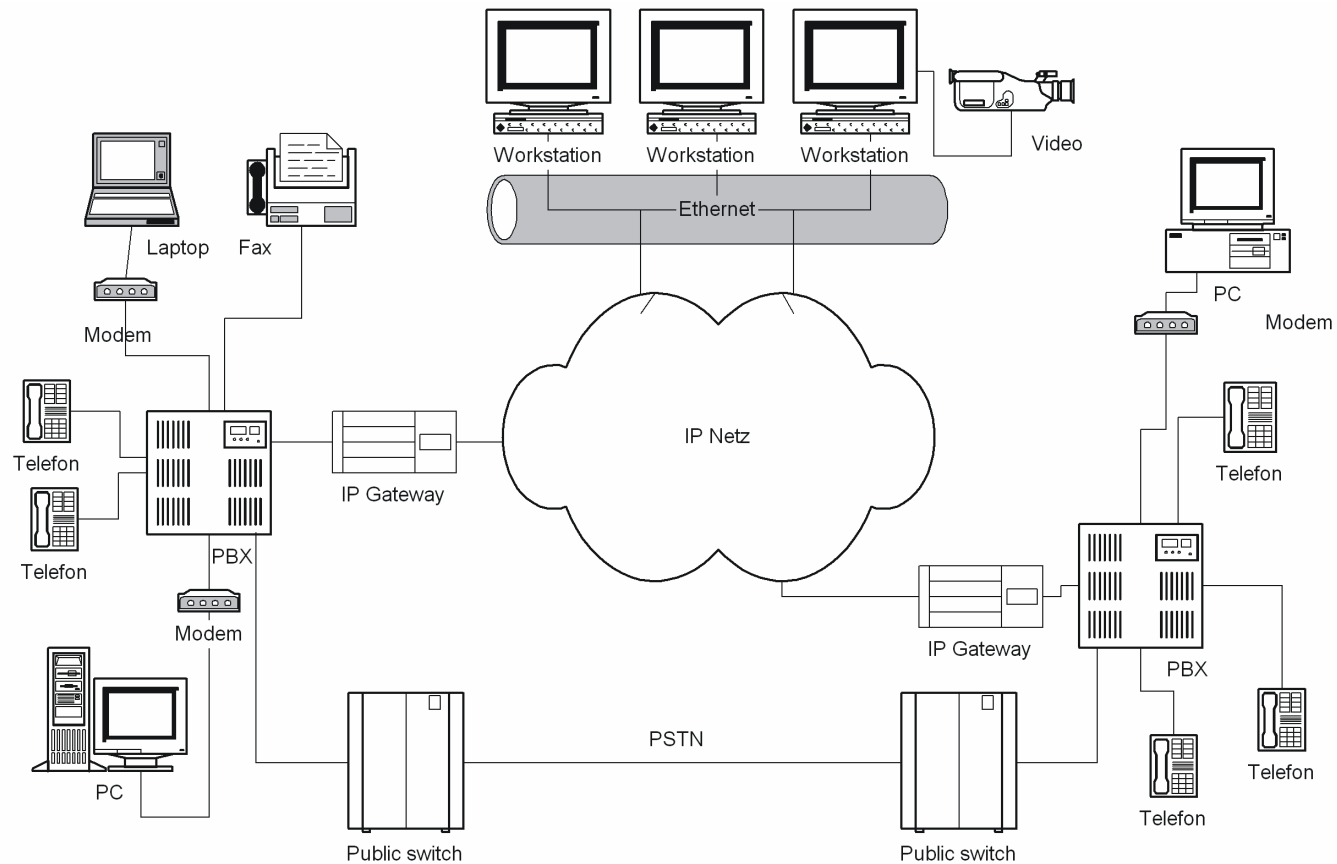 Workstation
Workstation
Workstation
Video
Ethernet
Laptop
Fax
PC
Modem
Modem
Telefon
IP Netz
Telefon
IP Gateway
PBX
Telefon
Modem
IP Gateway
PBX
PSTN
Telefon
PC
Telefon
Public switch
Public switch